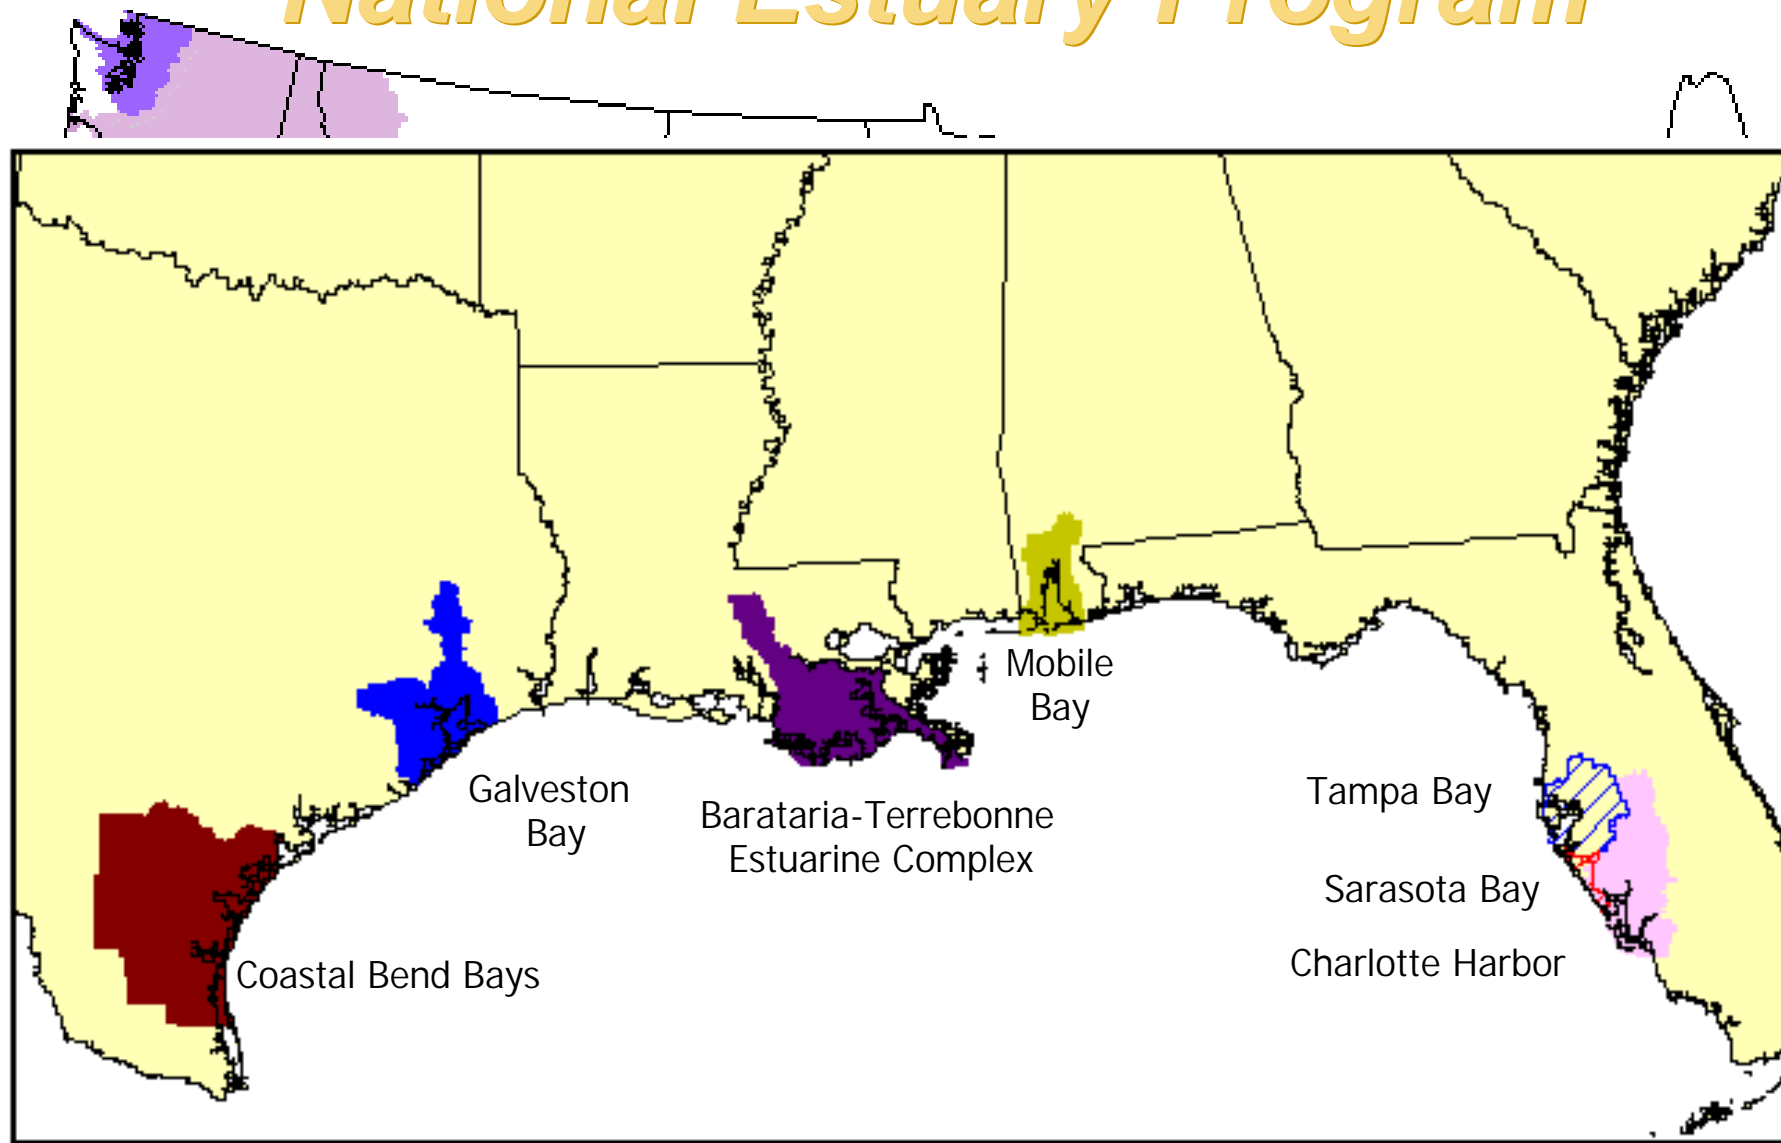 National Estuary Program
Mobile
Bay
Galveston
Bay
Barataria-Terrebonne
Estuarine Complex
Tampa Bay
Sarasota Bay
Charlotte Harbor
Coastal Bend Bays